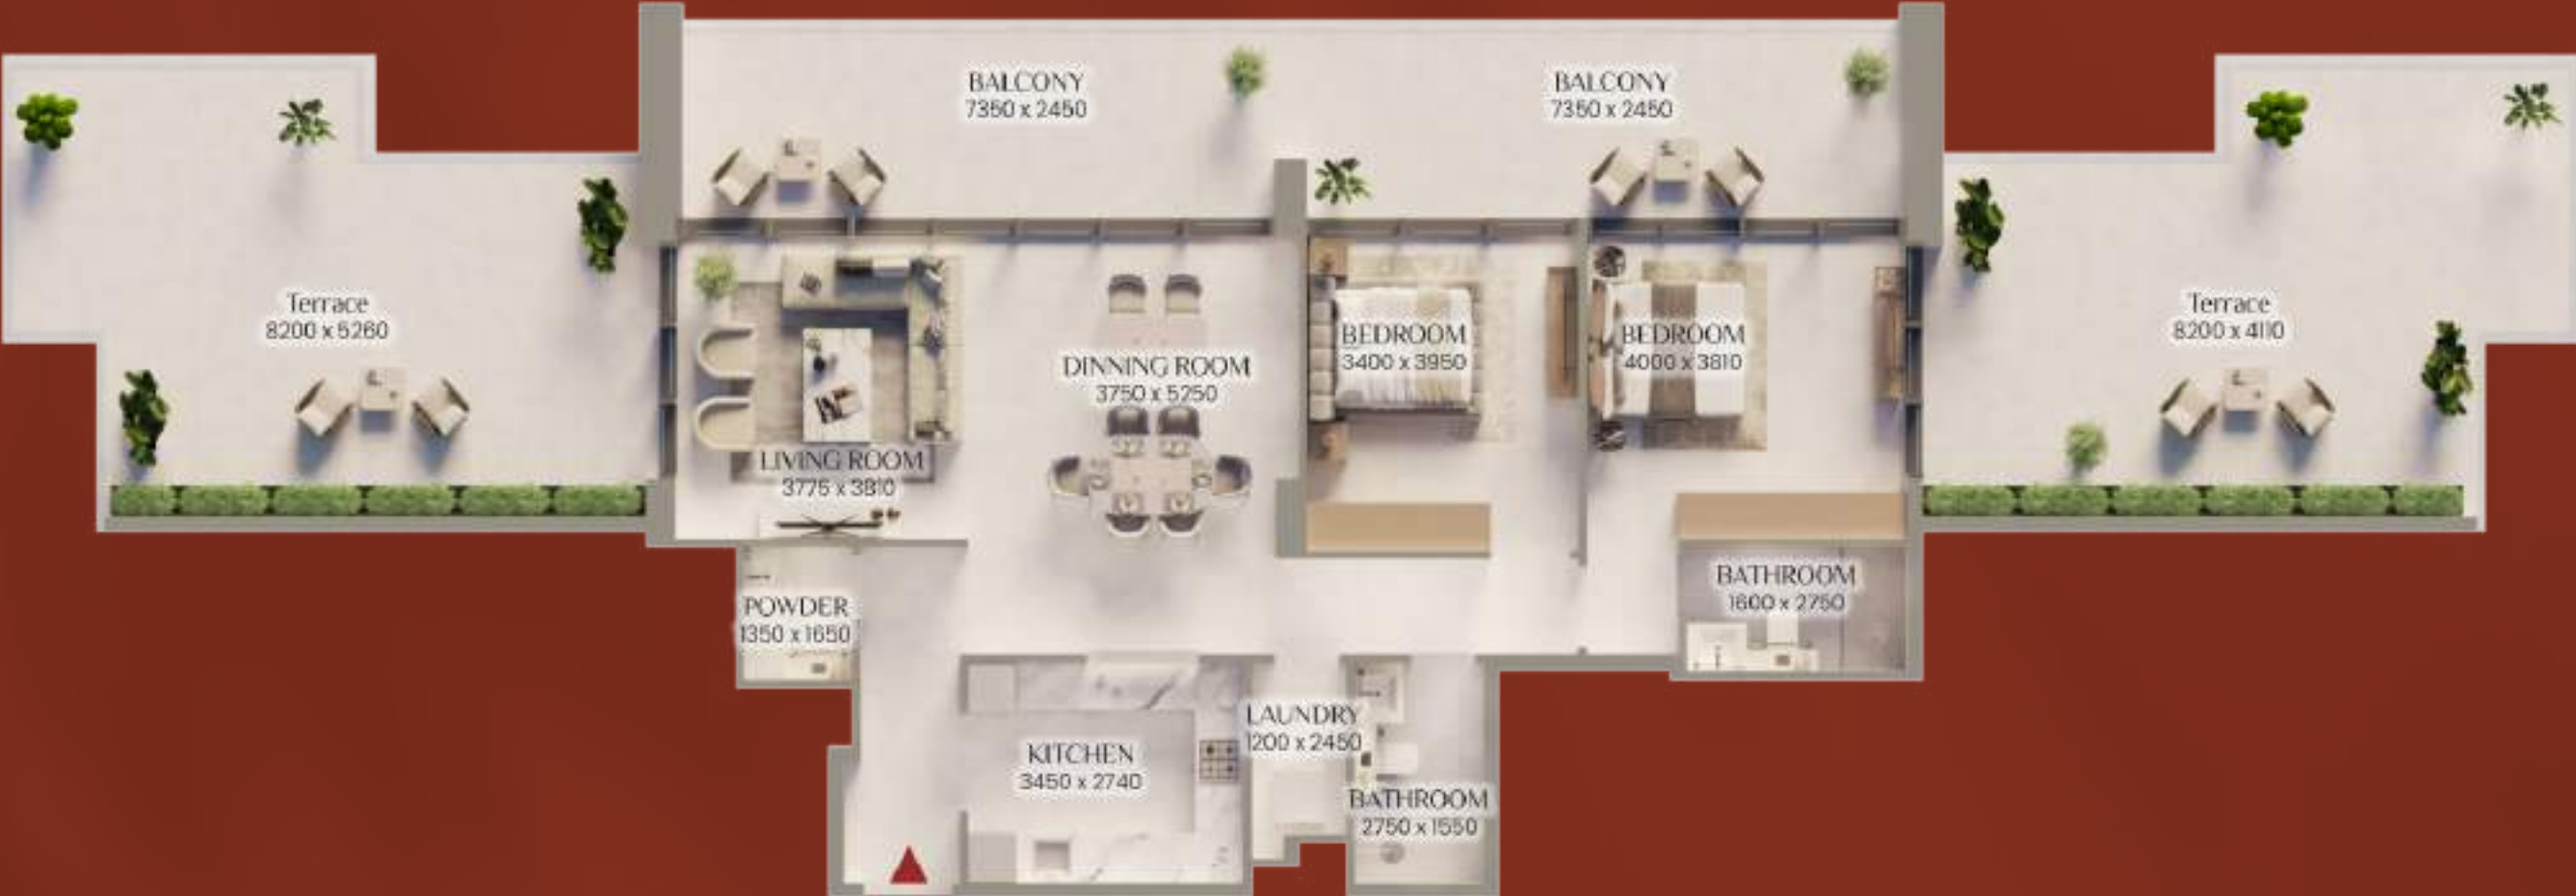 BALCONY
7350 x 2450
BALCONY
7350 x 2450
Terrace
8200 x 5260
Terrace
8200 x 4110
BEDROOM
3400 x 3950
BEDROOM
4000 x 3810
DINNING ROOM
3750 x 5250
LIVING ROOM
3775 x 3810
BATHROOM
1600 x 2750
POWDER
1350 x 1650
LAUNDRY
1200 x 2450
KITCHEN
3450 x 2740
BATHROOM
2750 x 1550